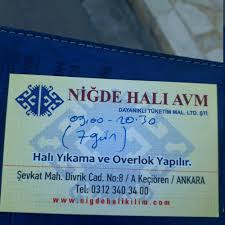 NİĞDE HALI AVM
DAYANIKLI TÜKETİM MAL. LTD. ŞTİ.
09.00-20.30
(7 gün)
Halı Yıkama ve Overlok Yapılır.
Şevkat Mah. Divrik Cad. No:8 / A Keçiören / ANKARA
Tel: 0312 340 34 00
www.nigdehalikilim.com